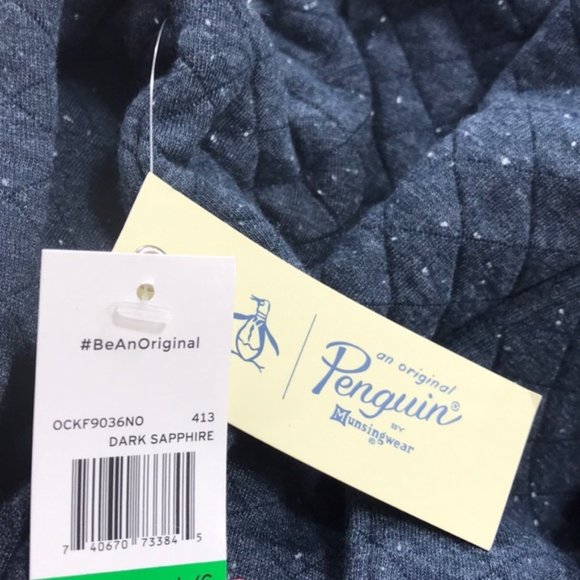 #BeAnOriginal
OCKF9036NO 413
DARK SAPPHIRE
7 40670 73384 5
an original
Penguin®
BY
Munsingwear®